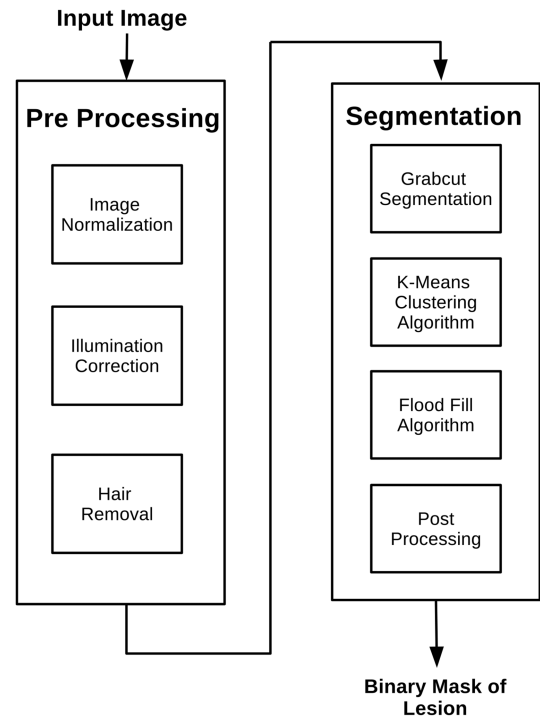 Input Image
Pre Processing
Image
Normalization
Illumination
Correction
Hair
Removal
Segmentation
Grabcut
Segmentation
K-Means
Clustering
Algorithm
Flood Fill
Algorithm
Post
Processing
Binary Mask of
Lesion